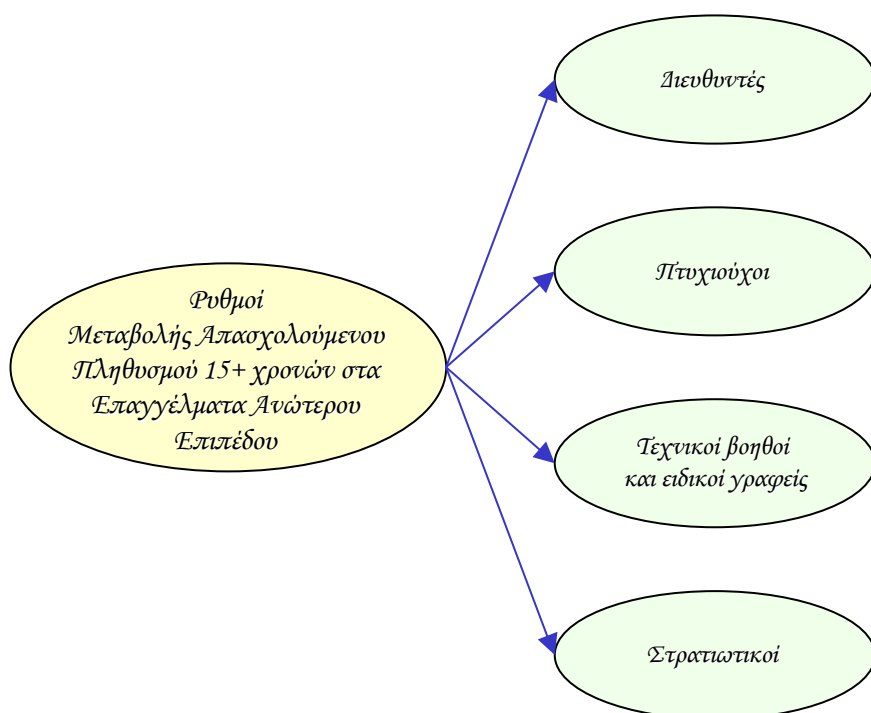 Διευθυντές
Πτυχιούχοι
Ρυθμοί
Μεταβολής Απασχολούμενου
Πληθυσμού 15+ χρονών στα
Επαγγέλματα Ανώτερου
Επιπέδου
Τεχνικοί βοηθοί
και ειδικοί γραφείς
Στρατιωτικοί